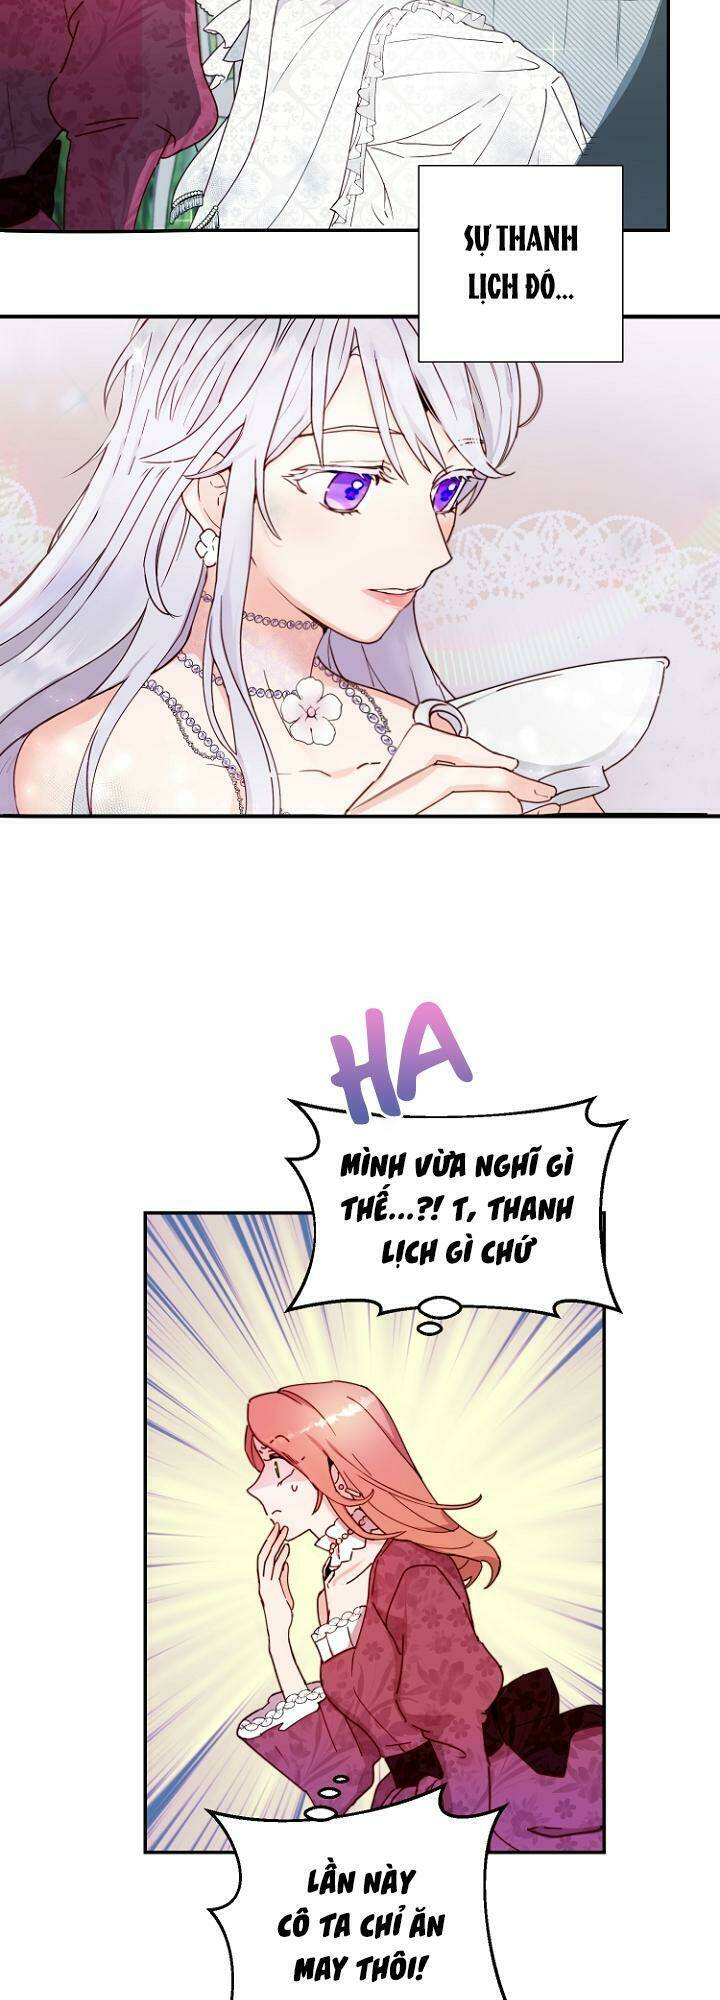 SỰ THANH
LỊCH ĐÓ...
HA
MÌNH VỪA NGHĨ GÌ
THẾ...?! T, THANH
LỊCH GÌ CHỨ
LẦN NÀY
CÔ TA CHỈ ĂN
MAY THÔI!